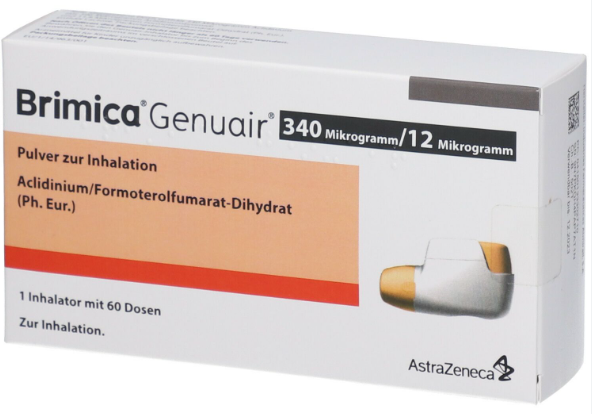 Brimica® Genuair® 340 Mikrogramm/12 Mikrogramm
Pulver zur Inhalation
Aclidinium/Formoterolfumarat-Dihydrat
(Ph. Eur.)
1 Inhalator mit 60 Dosen
Zur Inhalation.
AstraZeneca